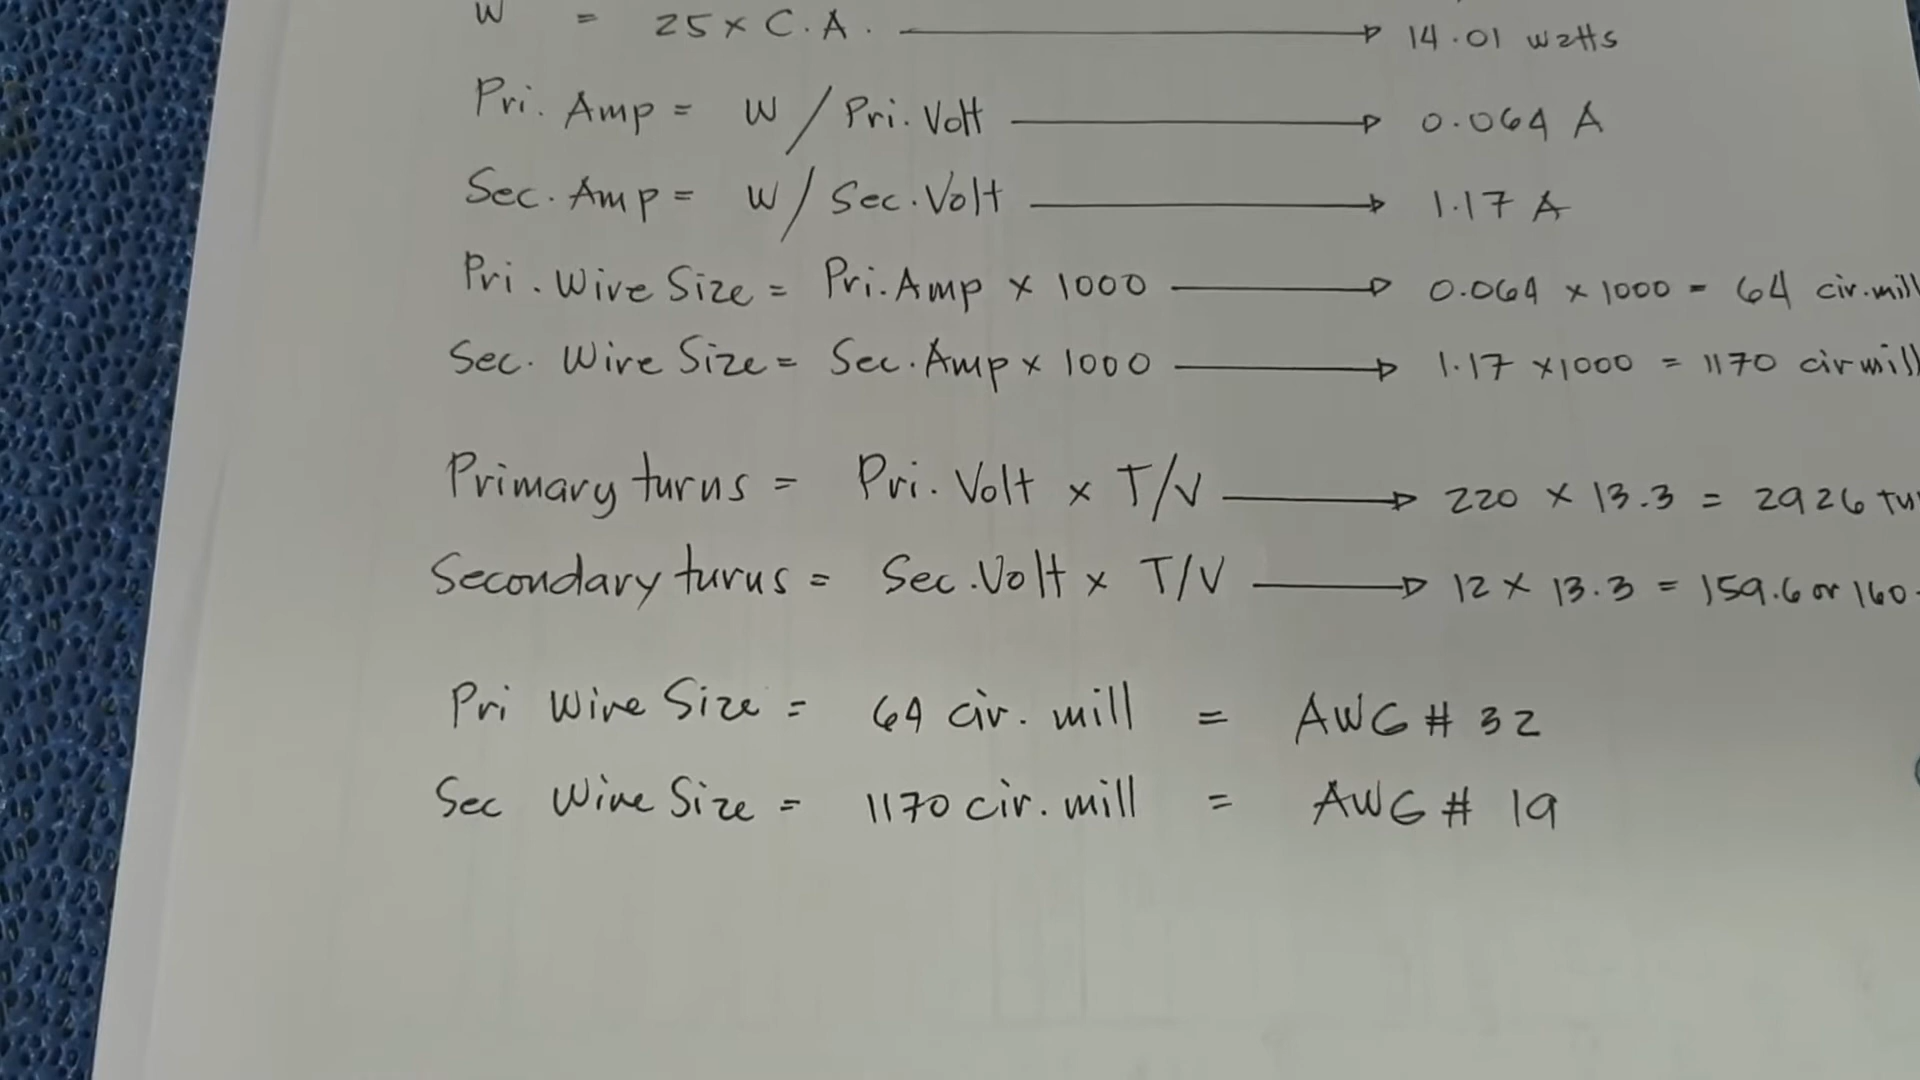 W = 25 x C.A. → 14.01 watts
Pri. Amp = W / Pri. Volt → 0.064 A
Sec. Amp = W / Sec. Volt → 1.17 A
Pri. Wire Size = Pri. Amp x 1000 → 0.064 x 1000 = 64 cir.mill
Sec. Wire Size = Sec. Amp x 1000 → 1.17 x 1000 = 1170 cir mill
Primary turns = Pri. Volt x T/V → 220 x 13.3 = 2926 tur
Secondary turns = Sec. Volt x T/V → 12 x 13.3 = 159.6 or 160
Pri Wire Size = 64 cir. mill = AWG # 32
Sec Wire Size = 1170 cir. mill = AWG # 19